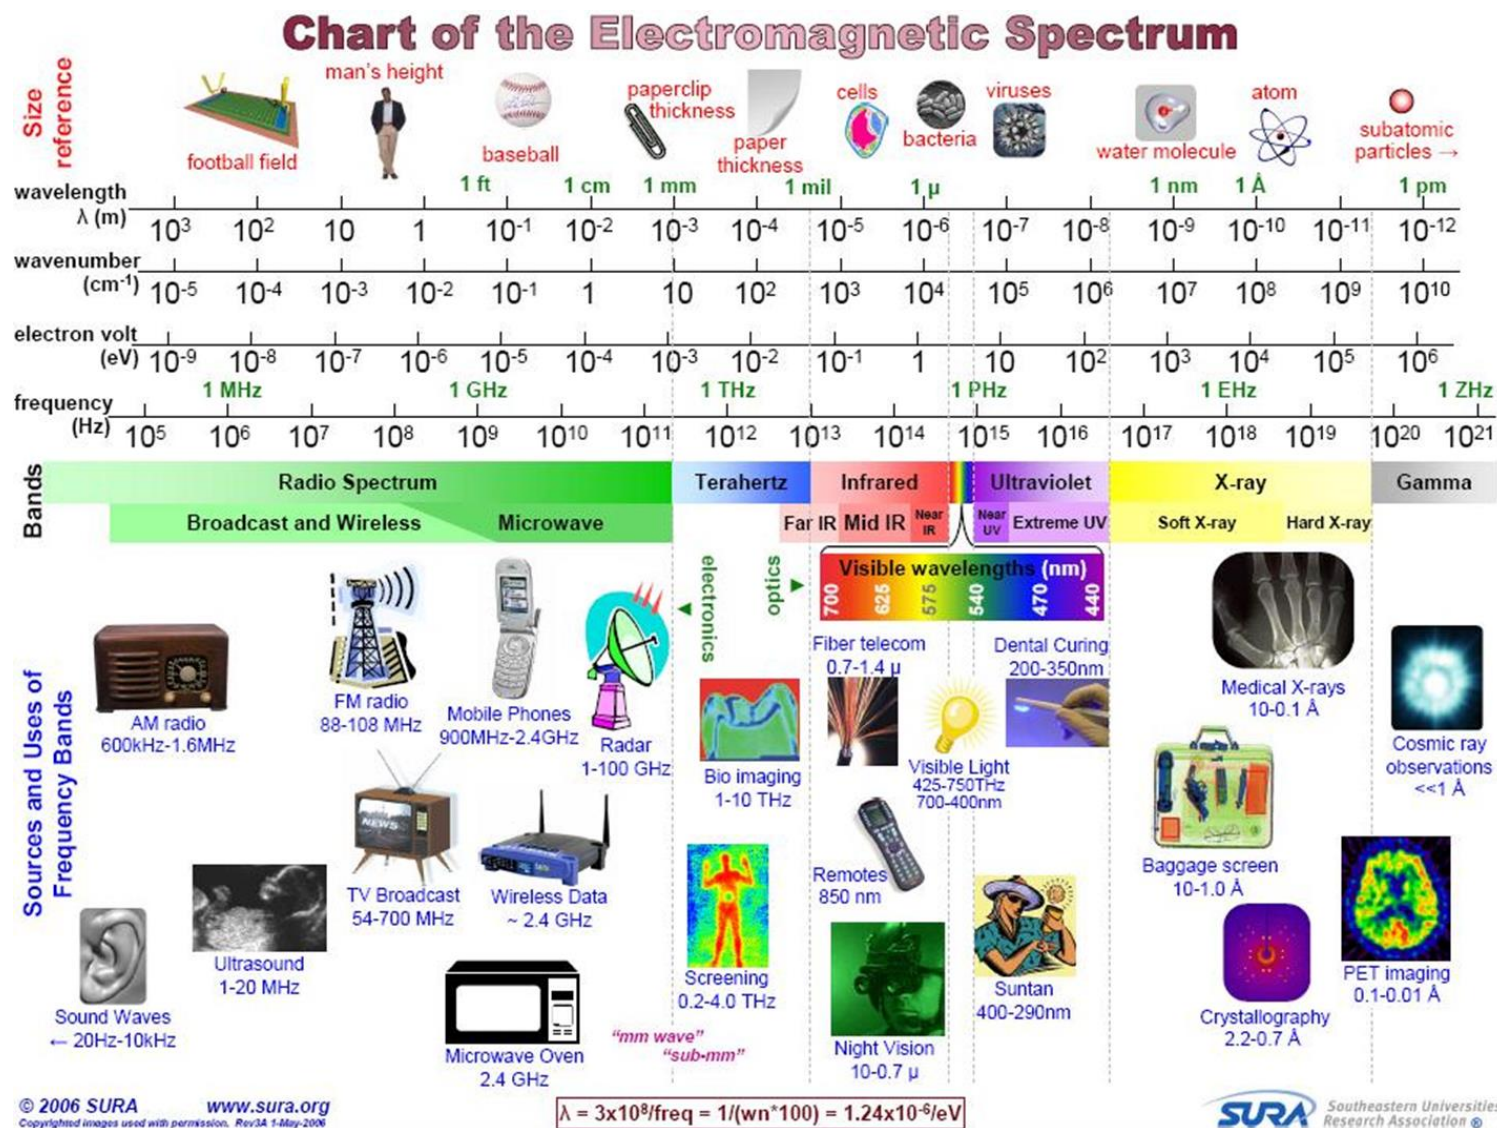 Chart of the Electromagnetic Spectrum
Size
reference
football field
man's height
baseball
paperclip
thickness
paper
thickness
cells
bacteria
viruses
water molecule
atom
subatomic
particles →
wavelength
λ (m)
1 ft 1 cm 1 mm 1 mil 1 µ 1 nm 1 Å 1 pm
10³ 10² 10 1 10⁻¹ 10⁻² 10⁻³ 10⁻⁴ 10⁻⁵ 10⁻⁶ 10⁻⁷ 10⁻⁸ 10⁻⁹ 10⁻¹⁰ 10⁻¹¹ 10⁻¹²
wavenumber
(cm⁻¹)
10⁻⁵ 10⁻⁴ 10⁻³ 10⁻² 10⁻¹ 1 10 10² 10³ 10⁴ 10⁵ 10⁶ 10⁷ 10⁸ 10⁹ 10¹⁰
electron volt
(eV)
10⁻⁹ 10⁻⁸ 10⁻⁷ 10⁻⁶ 10⁻⁵ 10⁻⁴ 10⁻³ 10⁻² 10⁻¹ 1 10 10² 10³ 10⁴ 10⁵ 10⁶
1 MHz 1 GHz 1 THz 1 PHz 1 EHz 1 ZHz
frequency
(Hz)
10⁵ 10⁶ 10⁷ 10⁸ 10⁹ 10¹⁰ 10¹¹ 10¹² 10¹³ 10¹⁴ 10¹⁵ 10¹⁶ 10¹⁷ 10¹⁸ 10¹⁹ 10²⁰ 10²¹
Bands
Radio Spectrum Terahertz Infrared Ultraviolet X-ray Gamma
Broadcast and Wireless Microwave Far IR Mid IR Near IR Near UV Extreme UV Soft X-ray Hard X-ray
electronics
optics
Visible wavelengths (nm)
700 625 575 540 470 440
Sources and Uses of
Frequency Bands
AM radio
600kHz-1.6MHz
FM radio
88-108 MHz
Mobile Phones
900MHz-2.4GHz
Radar
1-100 GHz
Bio imaging
1-10 THz
Fiber telecom
0.7-1.4 µ
Visible Light
425-750THz
700-400nm
Dental Curing
200-350nm
Medical X-rays
10-0.1 Å
Cosmic ray
observations
<<1 Å
Sound Waves
← 20Hz-10kHz
Ultrasound
1-20 MHz
NEWS
TV Broadcast
54-700 MHz
Wireless Data
~ 2.4 GHz
Microwave Oven
2.4 GHz
Screening
0.2-4.0 THz
"mm wave"
"sub-mm"
Remotes
850 nm
Night Vision
10-0.7 µ
Suntan
400-290nm
Baggage screen
10-1.0 Å
Crystallography
2.2-0.7 Å
PET imaging
0.1-0.01 Å
© 2006 SURA www.sura.org
Copyrighted images used with permission. Rev3A 1-May-2006
λ = 3x10⁸/freq = 1/(wn*100) = 1.24x10⁻⁶/eV
SURA
Southeastern Universities
Research Association ®